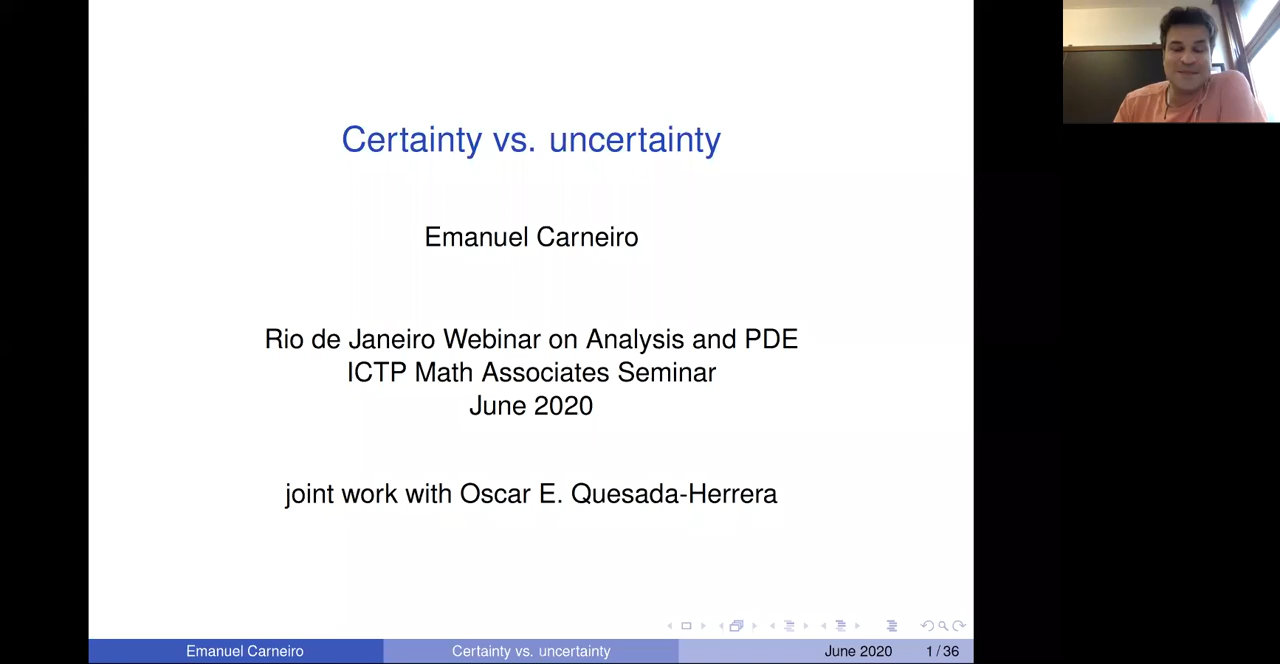 Certainty vs. uncertainty
Emanuel Carneiro
Rio de Janeiro Webinar on Analysis and PDE
ICTP Math Associates Seminar
June 2020
joint work with Oscar E. Quesada-Herrera
Emanuel Carneiro Certainty vs. uncertainty June 2020 1 / 36